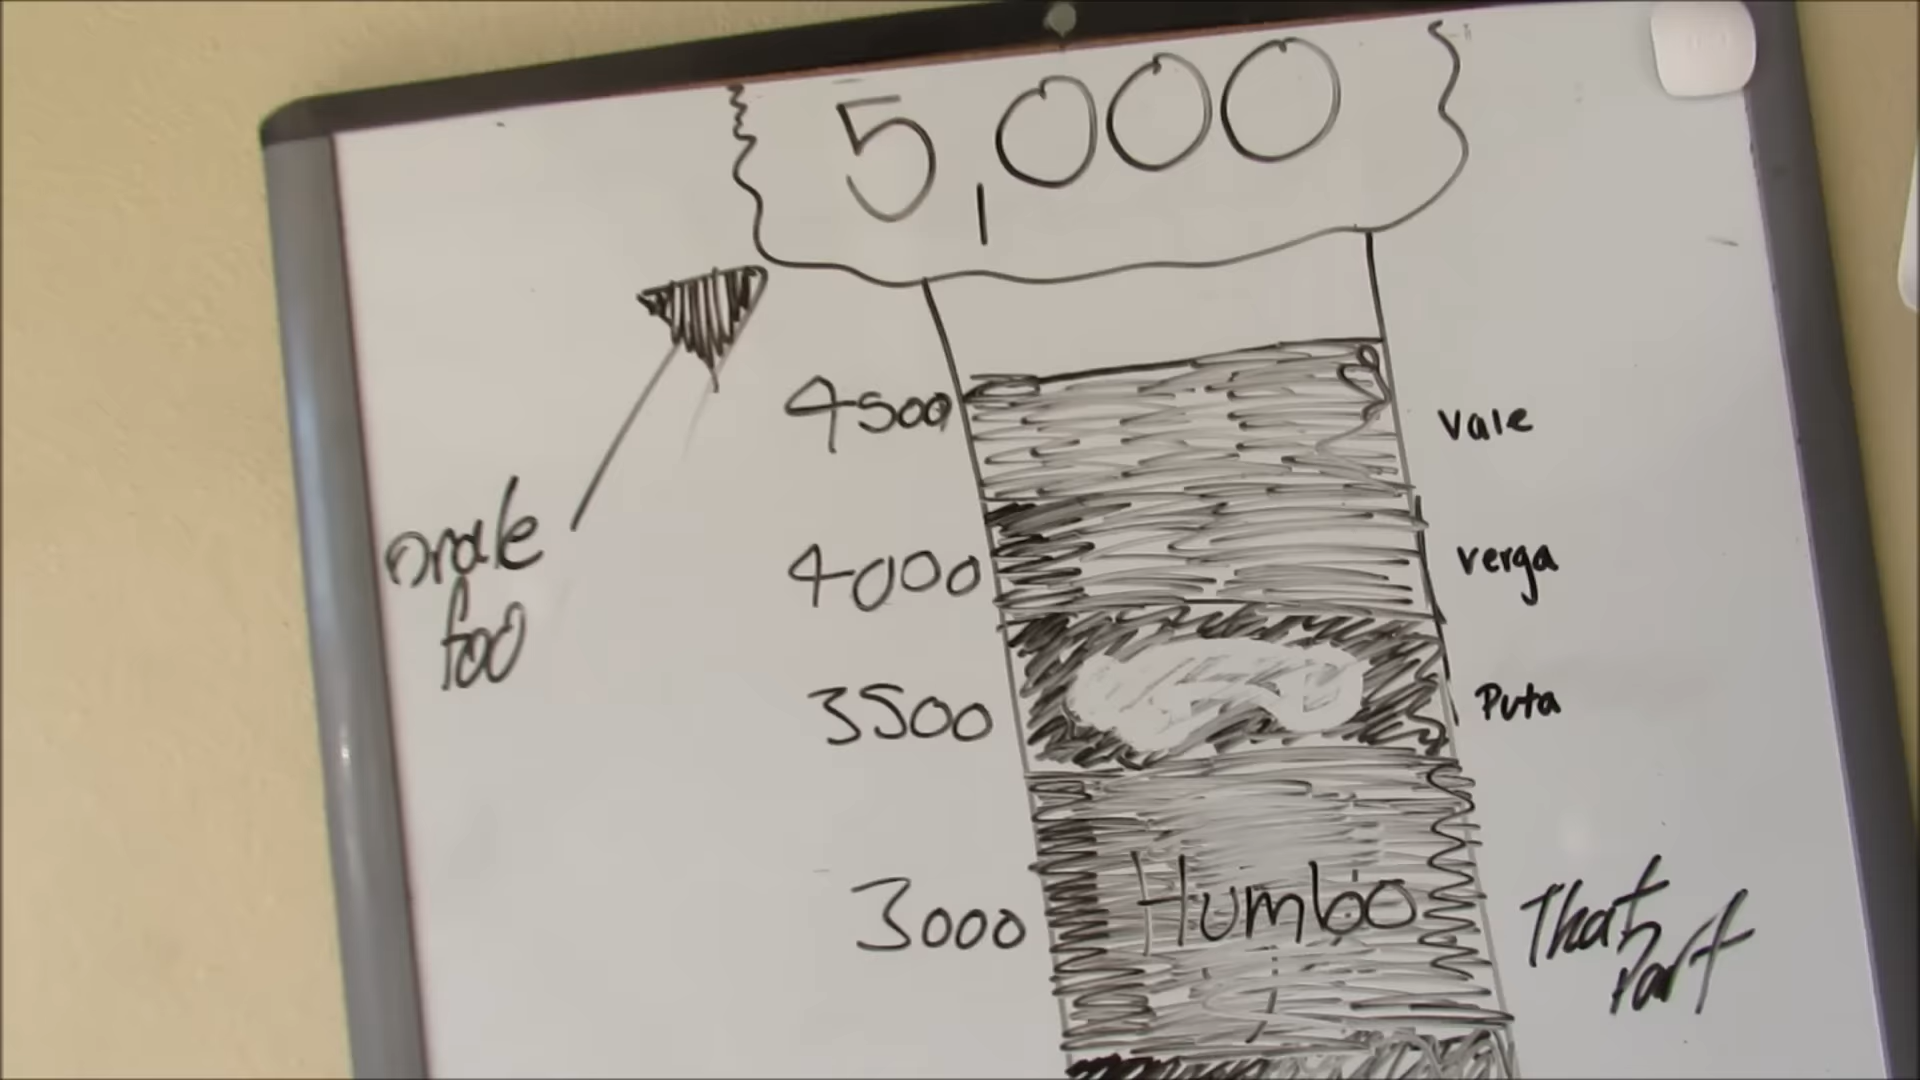 5,000
4500
Vale
orale
foo
4000
verga
3500
Puta
3000
Humbo
That
Part